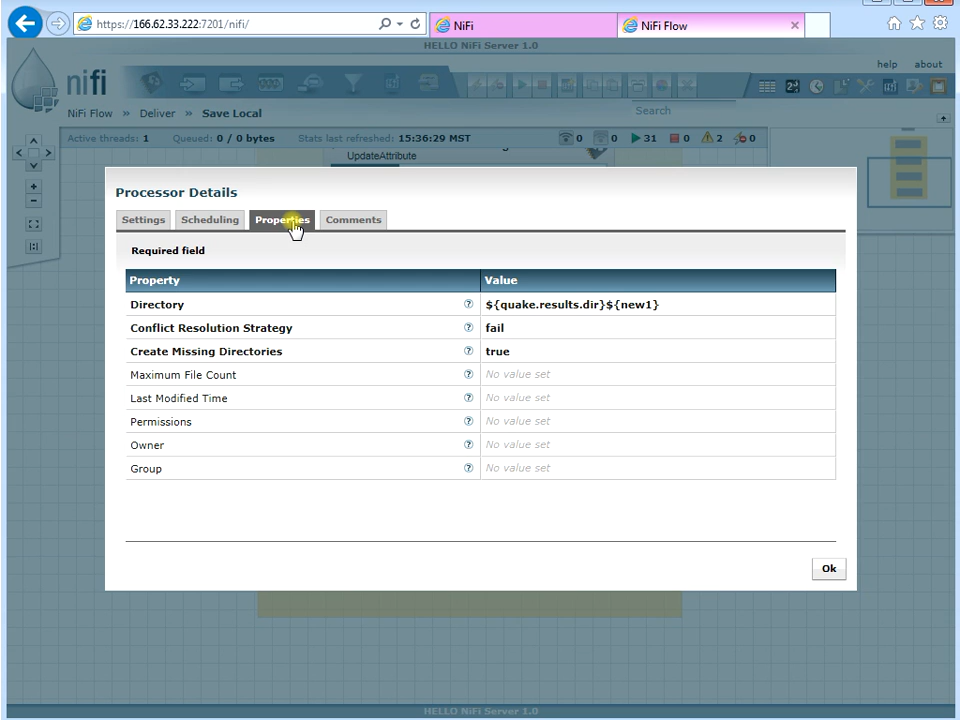 https://166.62.33.222:7201/nifi/
NiFi
NiFi Flow
HELLO NiFi Server 1.0
nifi
help
about
NiFi Flow » Deliver » Save Local
Search
Active threads: 1
Queued: 0 / 0 bytes
Stats last refreshed: 15:36:29 MST
0
0
31
0
2
0
UpdateAttribute
Processor Details
Settings
Scheduling
Properties
Comments
Required field
Property Value
Directory ? ${quake.results.dir}${new1}
Conflict Resolution Strategy ? fail
Create Missing Directories ? true
Maximum File Count ? No value set
Last Modified Time ? No value set
Permissions ? No value set
Owner ? No value set
Group ? No value set
Ok
HELLO NiFi Server 1.0